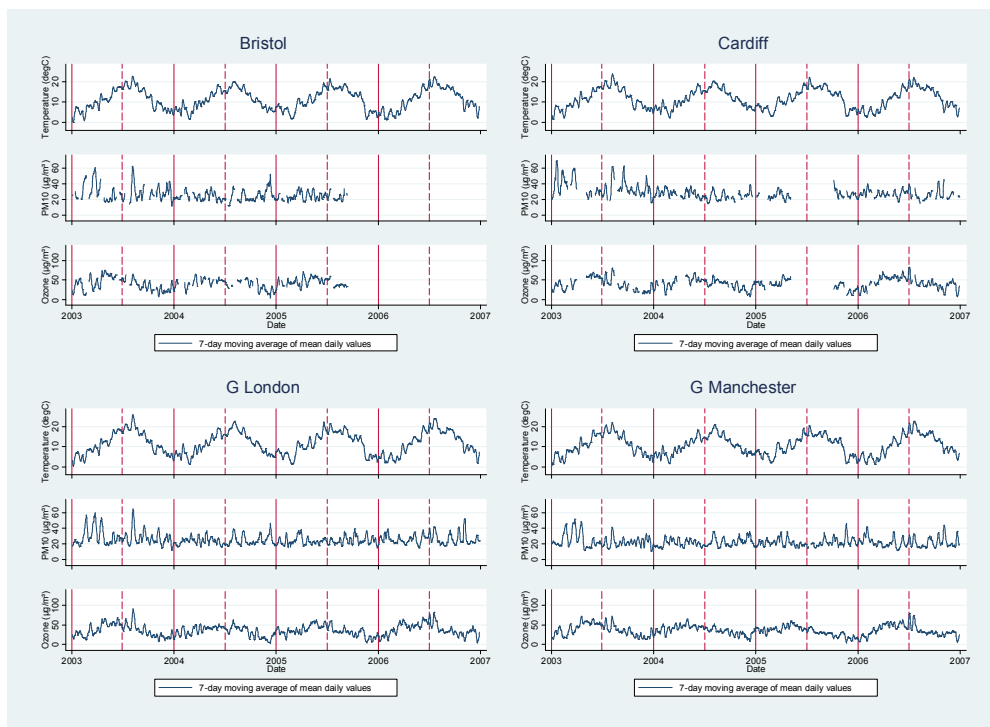 Bristol
Temperature (degC)
0 10 20
PM10 (µg/m³)
0 20 40 60
Ozone (µg/m³)
0 50 100
2003 2004 2005 2006 2007
Date
7-day moving average of mean daily values
Cardiff
Temperature (degC)
0 10 20
PM10 (µg/m³)
0 20 40 60
Ozone (µg/m³)
0 50 100
2003 2004 2005 2006 2007
Date
7-day moving average of mean daily values
G London
Temperature (degC)
0 10 20
PM10 (µg/m³)
0 20 40 60
Ozone (µg/m³)
0 50 100
2003 2004 2005 2006 2007
Date
7-day moving average of mean daily values
G Manchester
Temperature (degC)
0 10 20
PM10 (µg/m³)
0 20 40 60
Ozone (µg/m³)
0 50 100
2003 2004 2005 2006 2007
Date
7-day moving average of mean daily values